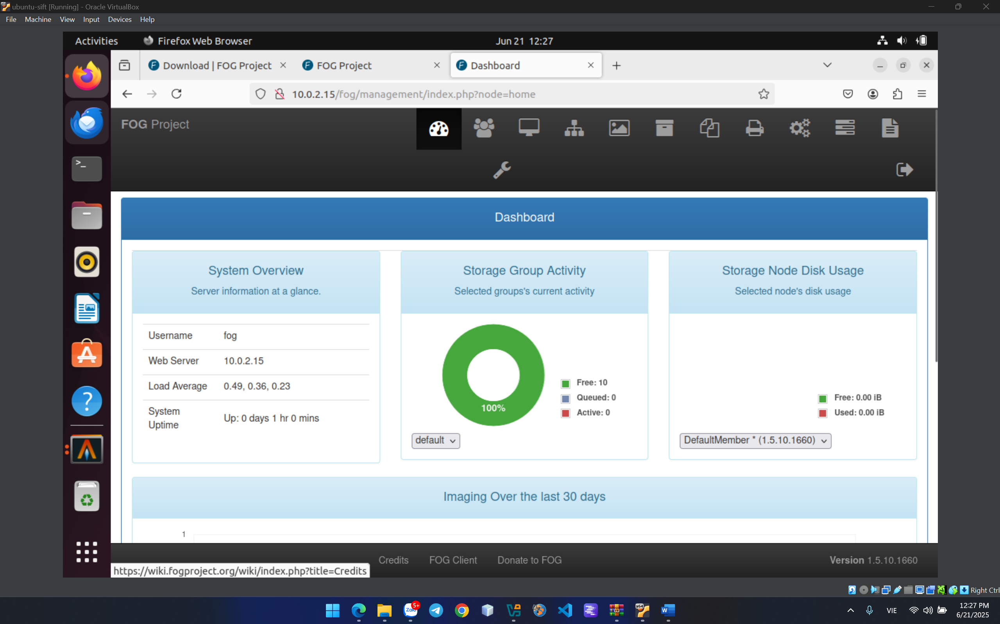 ubuntu-sift [Running] - Oracle VirtualBox
File Machine View Input Devices Help
Activities Firefox Web Browser Jun 21 12:27
Download | FOG Project FOG Project Dashboard
10.0.2.15/fog/management/index.php?node=home
FOG Project
Dashboard
System Overview
Server information at a glance.
Username fog
Web Server 10.0.2.15
Load Average 0.49, 0.36, 0.23
System
Uptime
Up: 0 days 1 hr 0 mins
Storage Group Activity
Selected groups's current activity
100%
Free: 10
Queued: 0
Active: 0
default
Storage Node Disk Usage
Selected node's disk usage
Free: 0.00 iB
Used: 0.00 iB
DefaultMember * (1.5.10.1660)
Imaging Over the last 30 days
1
Credits FOG Client Donate to FOG Version 1.5.10.1660
https://wiki.fogproject.org/wiki/index.php?title=Credits
Right Ctrl
Zalo 5+
x64
W
VIE
12:27 PM
6/21/2025